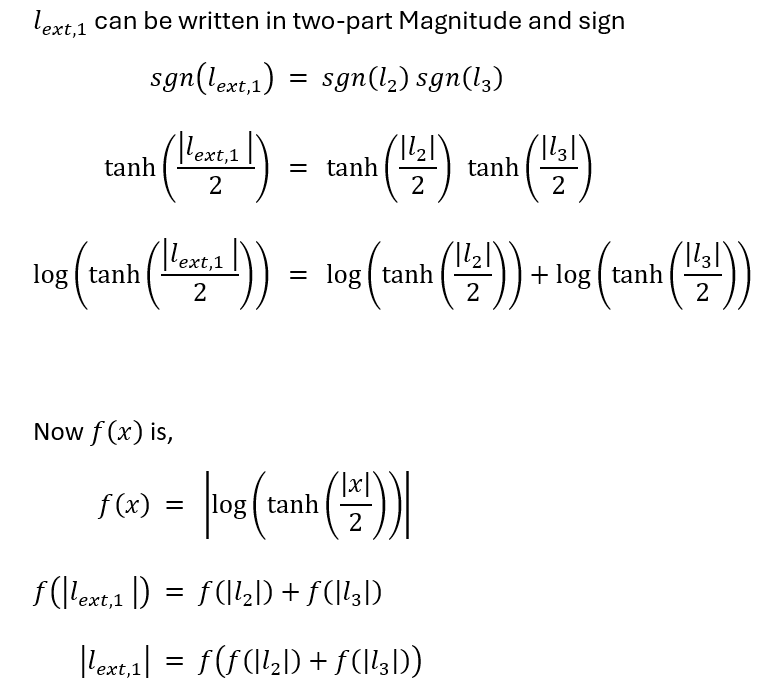 l_{ext,1} can be written in two-part Magnitude and sign
sgn(l_{ext,1}) = sgn(l_2) sgn(l_3)
tanh(|l_{ext,1}|/2) = tanh(|l_2|/2) tanh(|l_3|/2)
log(tanh(|l_{ext,1}|/2)) = log(tanh(|l_2|/2)) + log(tanh(|l_3|/2))
Now f(x) is,
f(x) = |log(tanh(|x|/2))|
f(|l_{ext,1}|) = f(|l_2|) + f(|l_3|)
|l_{ext,1}| = f(f(|l_2|) + f(|l_3|))